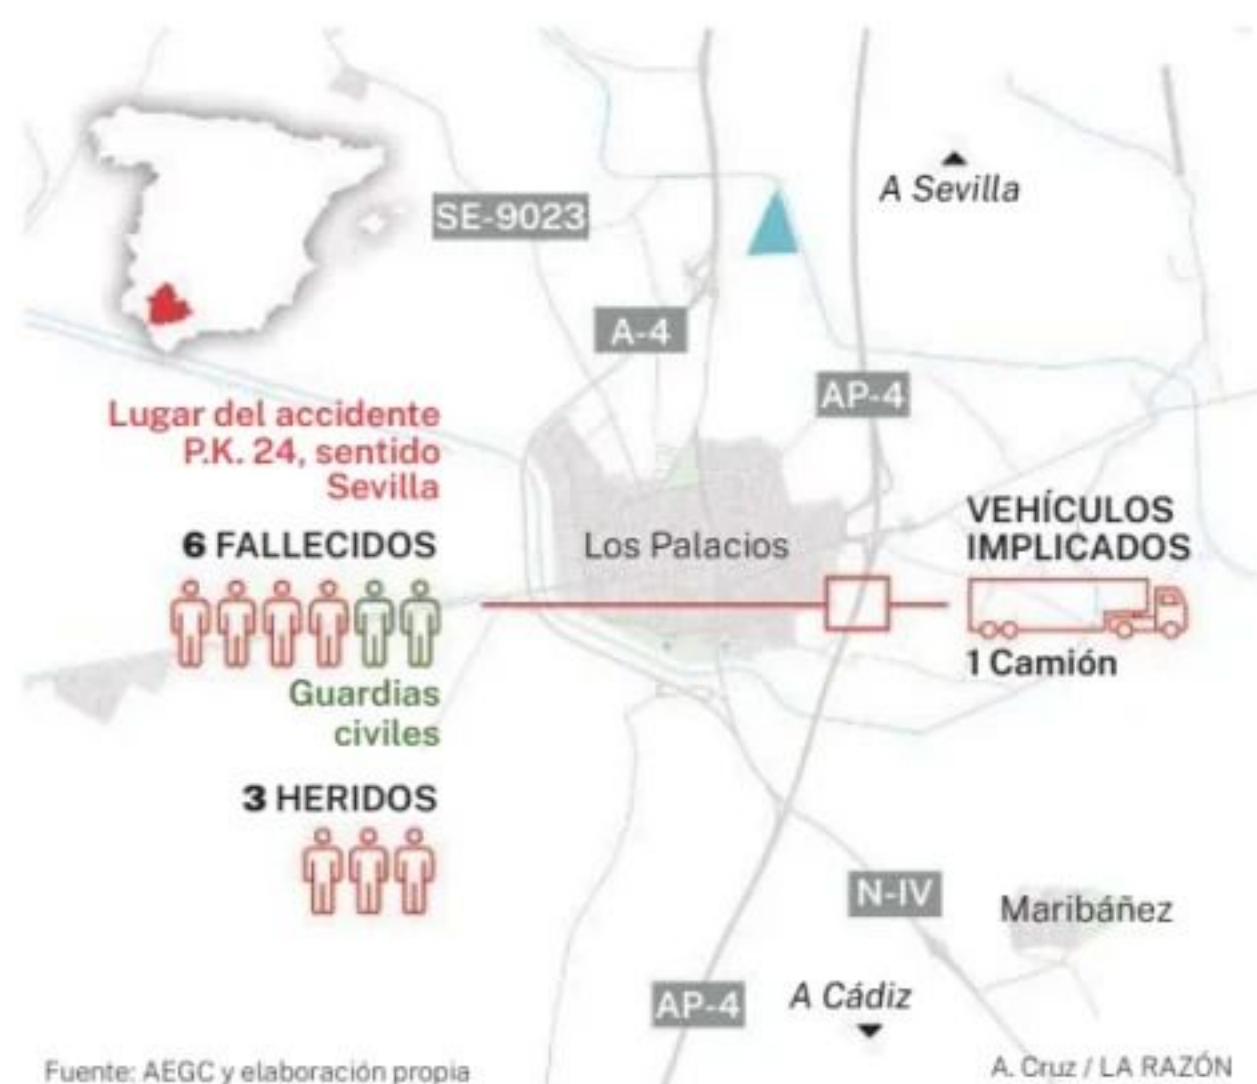 A Sevilla
SE-9023
A-4
AP-4
Lugar del accidente
P.K. 24, sentido
Sevilla
6 FALLECIDOS
Guardias
civiles
3 HERIDOS
Los Palacios
VEHÍCULOS
IMPLICADOS
1 Camión
N-IV
Maribáñez
AP-4
A Cádiz
Fuente: AEGC y elaboración propia
A. Cruz / LA RAZÓN